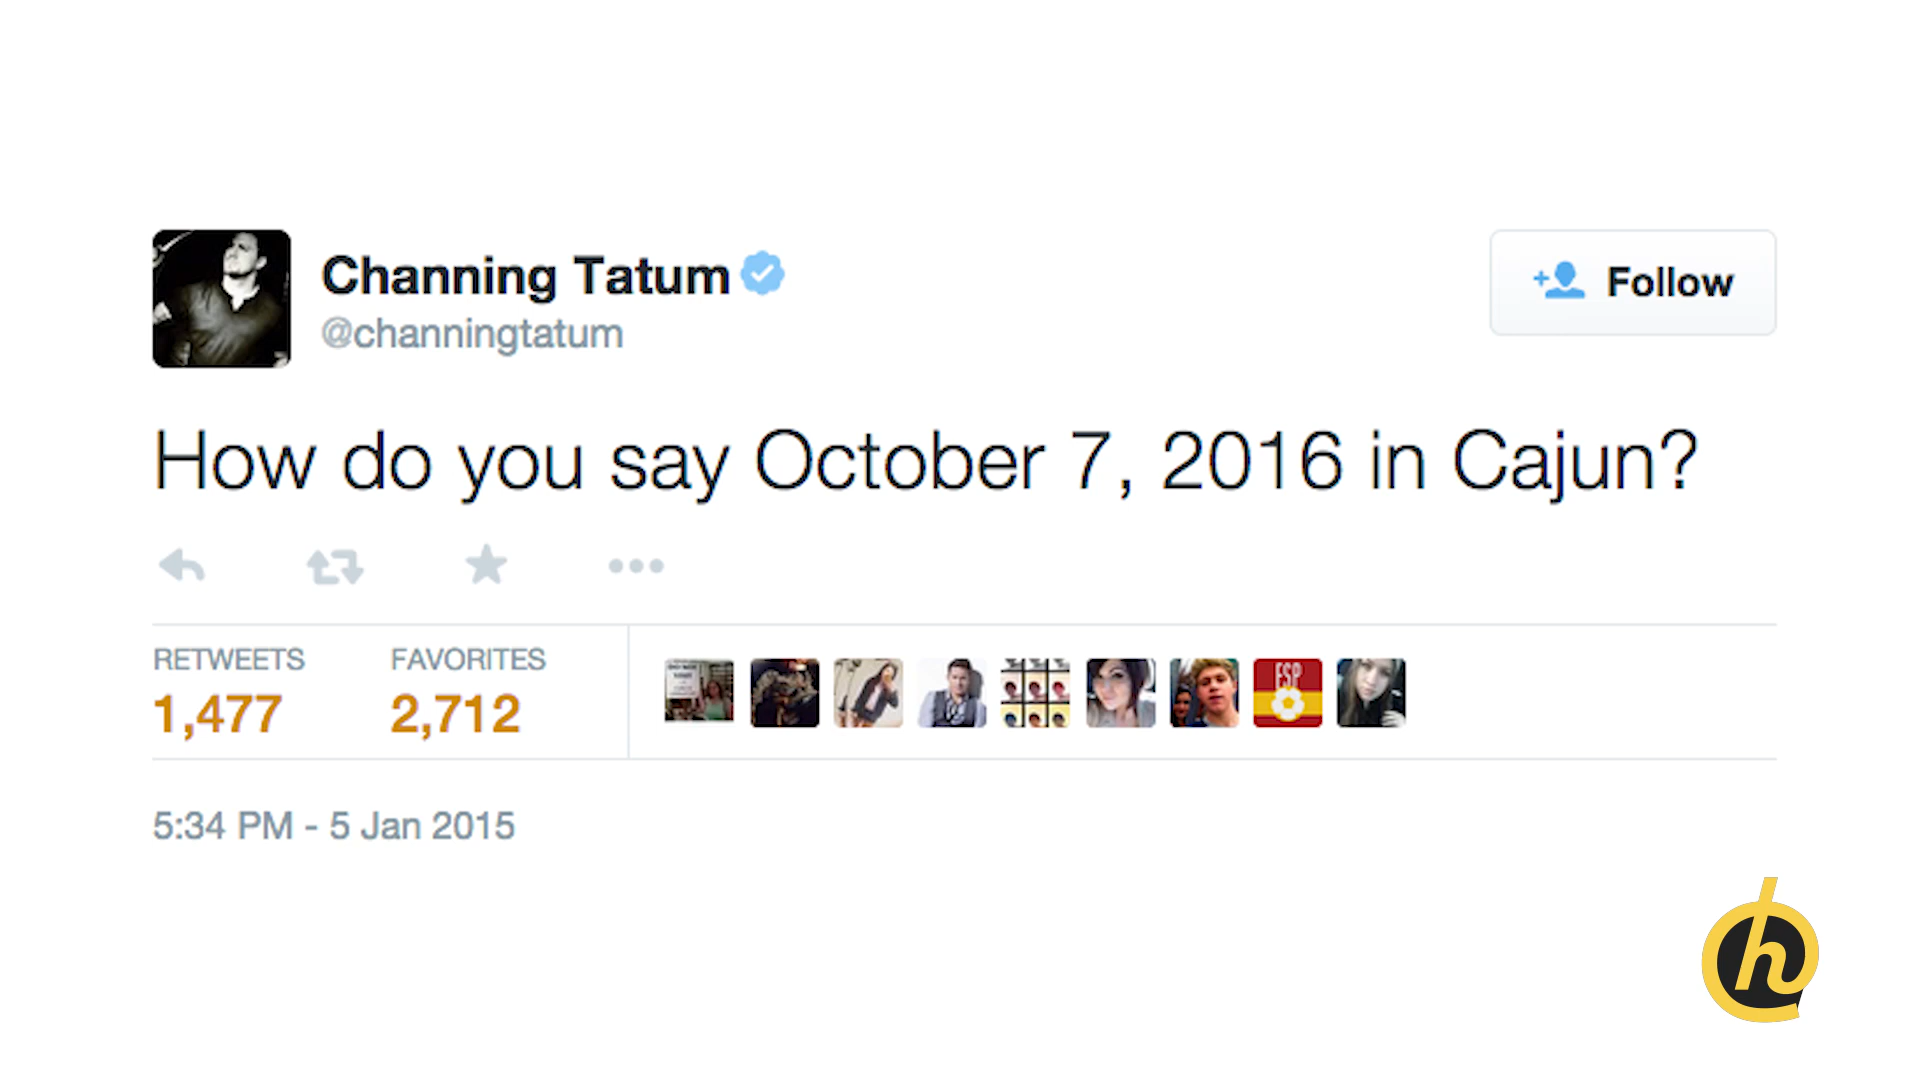 Channing Tatum
@channingtatum
Follow
How do you say October 7, 2016 in Cajun?
RETWEETS FAVORITES
1,477 2,712
ESP
5:34 PM - 5 Jan 2015
h